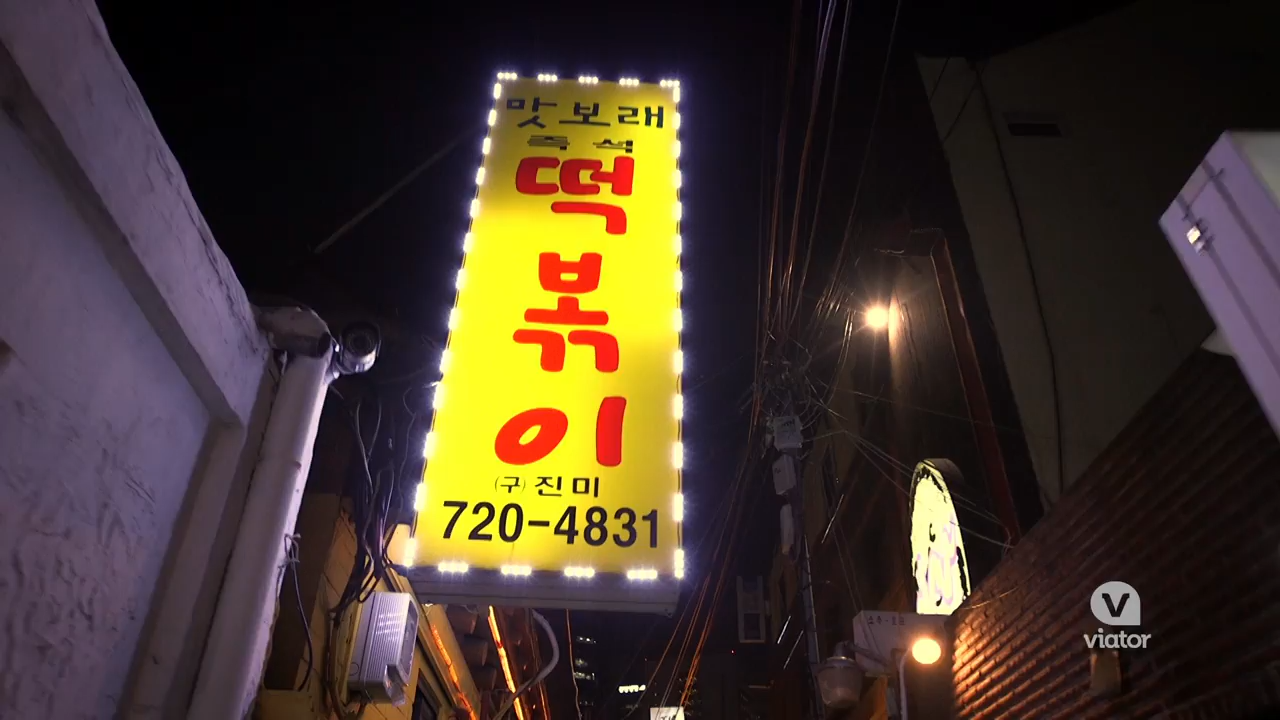 맛보래
즉석
떡
볶
이
(구)진미
720-4831
viator